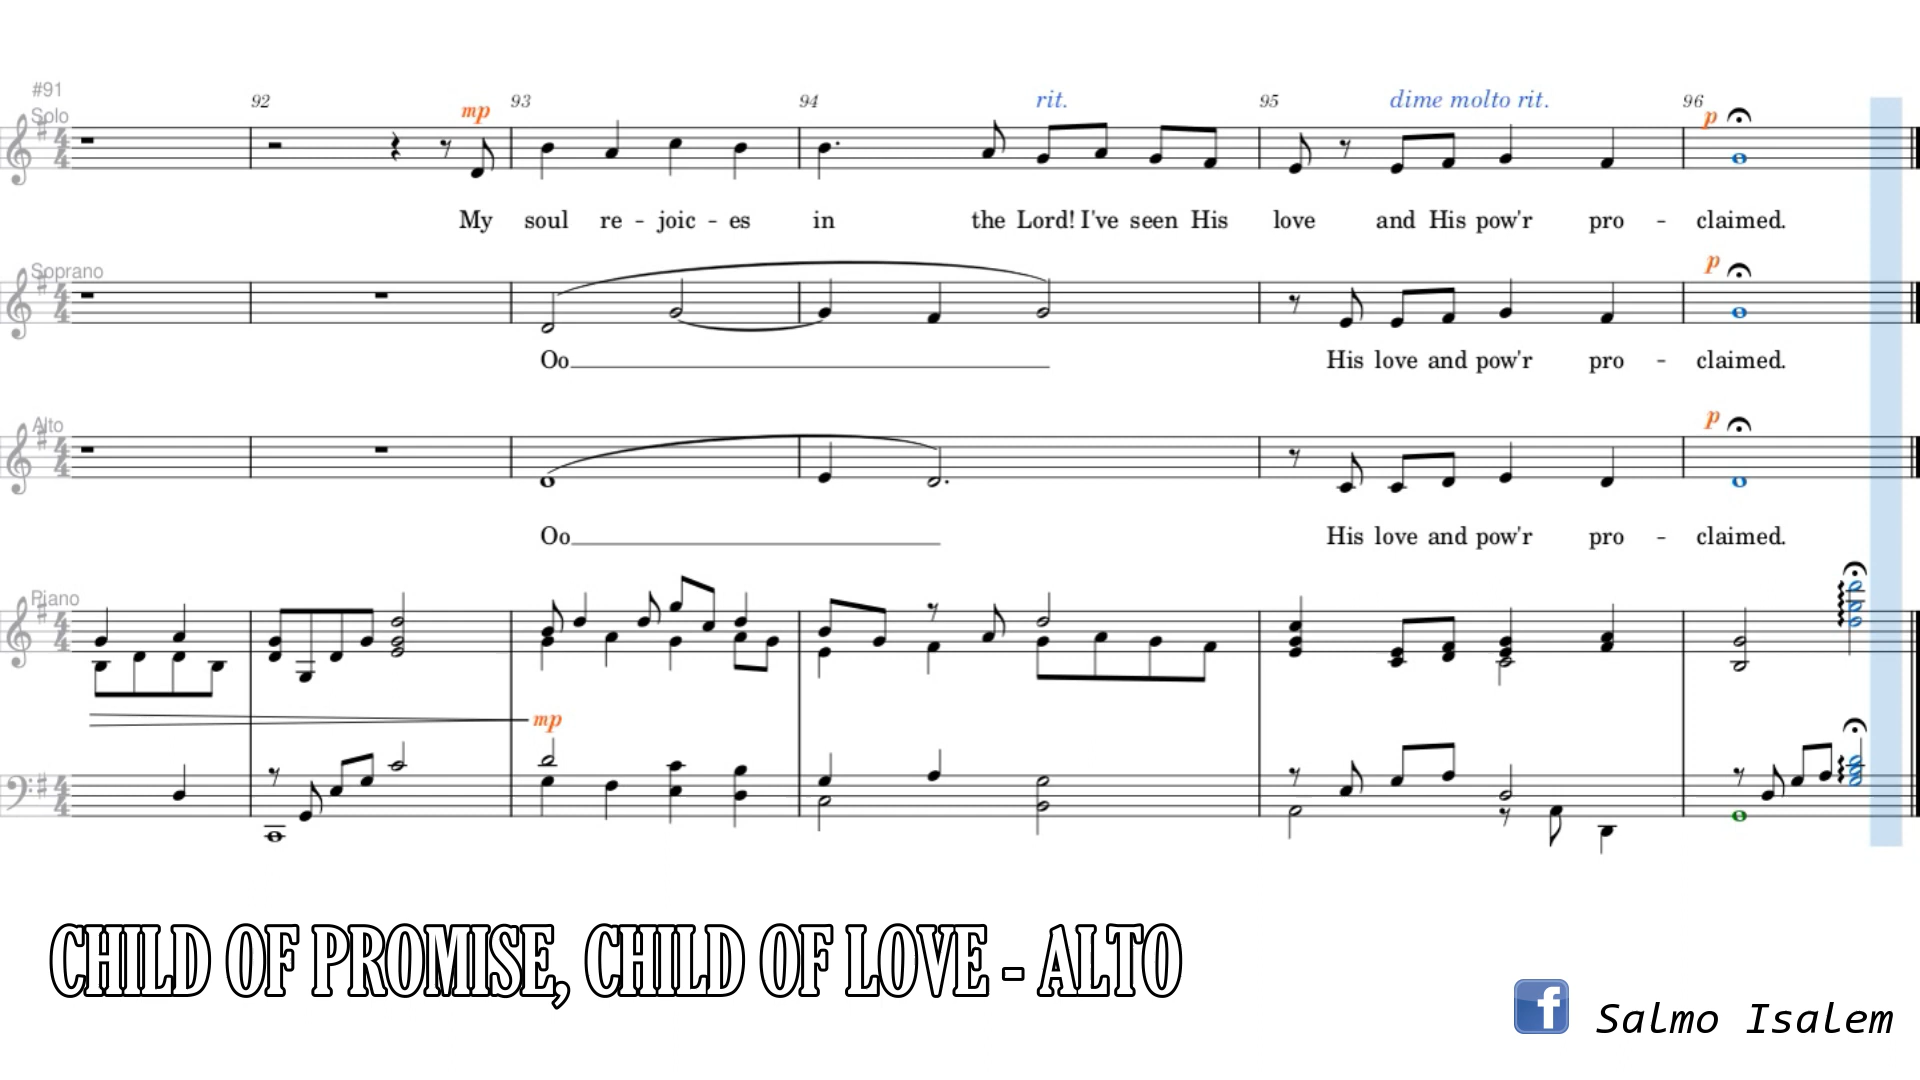 #91 92 93 94 rit. 95 dime molto rit. 96
Solo mp p
My soul re - joic - es in the Lord! I've seen His love and His pow'r pro - claimed.
Soprano p
Oo His love and pow'r pro - claimed.
Alto p
Oo His love and pow'r pro - claimed.
Piano
mp
CHILD OF PROMISE, CHILD OF LOVE - ALTO
f Salmo Isalem